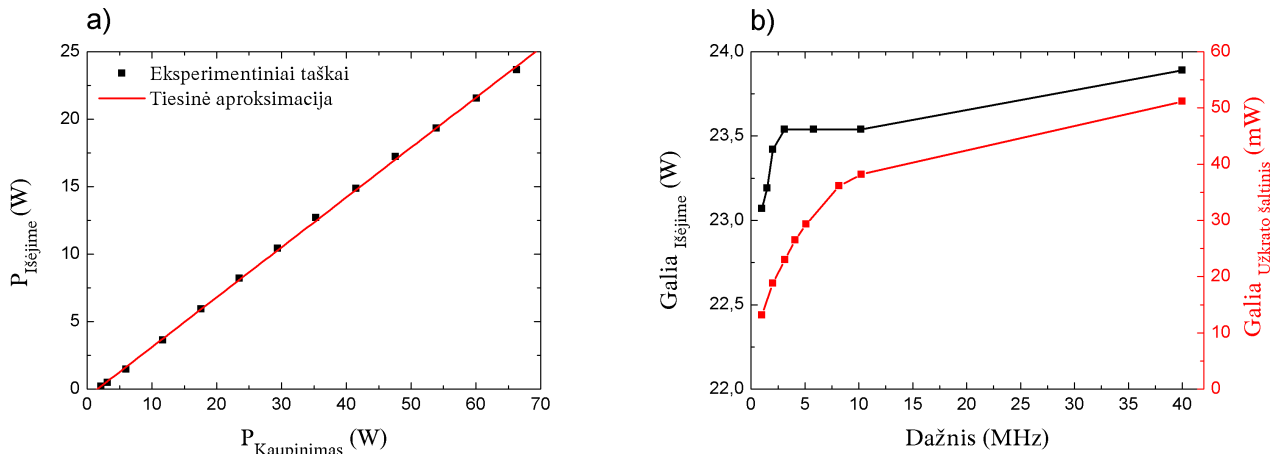 a)
25
20
15
10
5
0
P Išėjime (W)
Eksperimentiniai taškai
Tiesinė aproksimacija
0 10 20 30 40 50 60 70
P Kaupinimas (W)
b)
24,0
23,5
23,0
22,5
22,0
Galia Išėjime (W)
0 5 10 15 20 25 30 35 40
Dažnis (MHz)
60
50
40
30
20
10
0
Galia Užkrato šaltinis (mW)